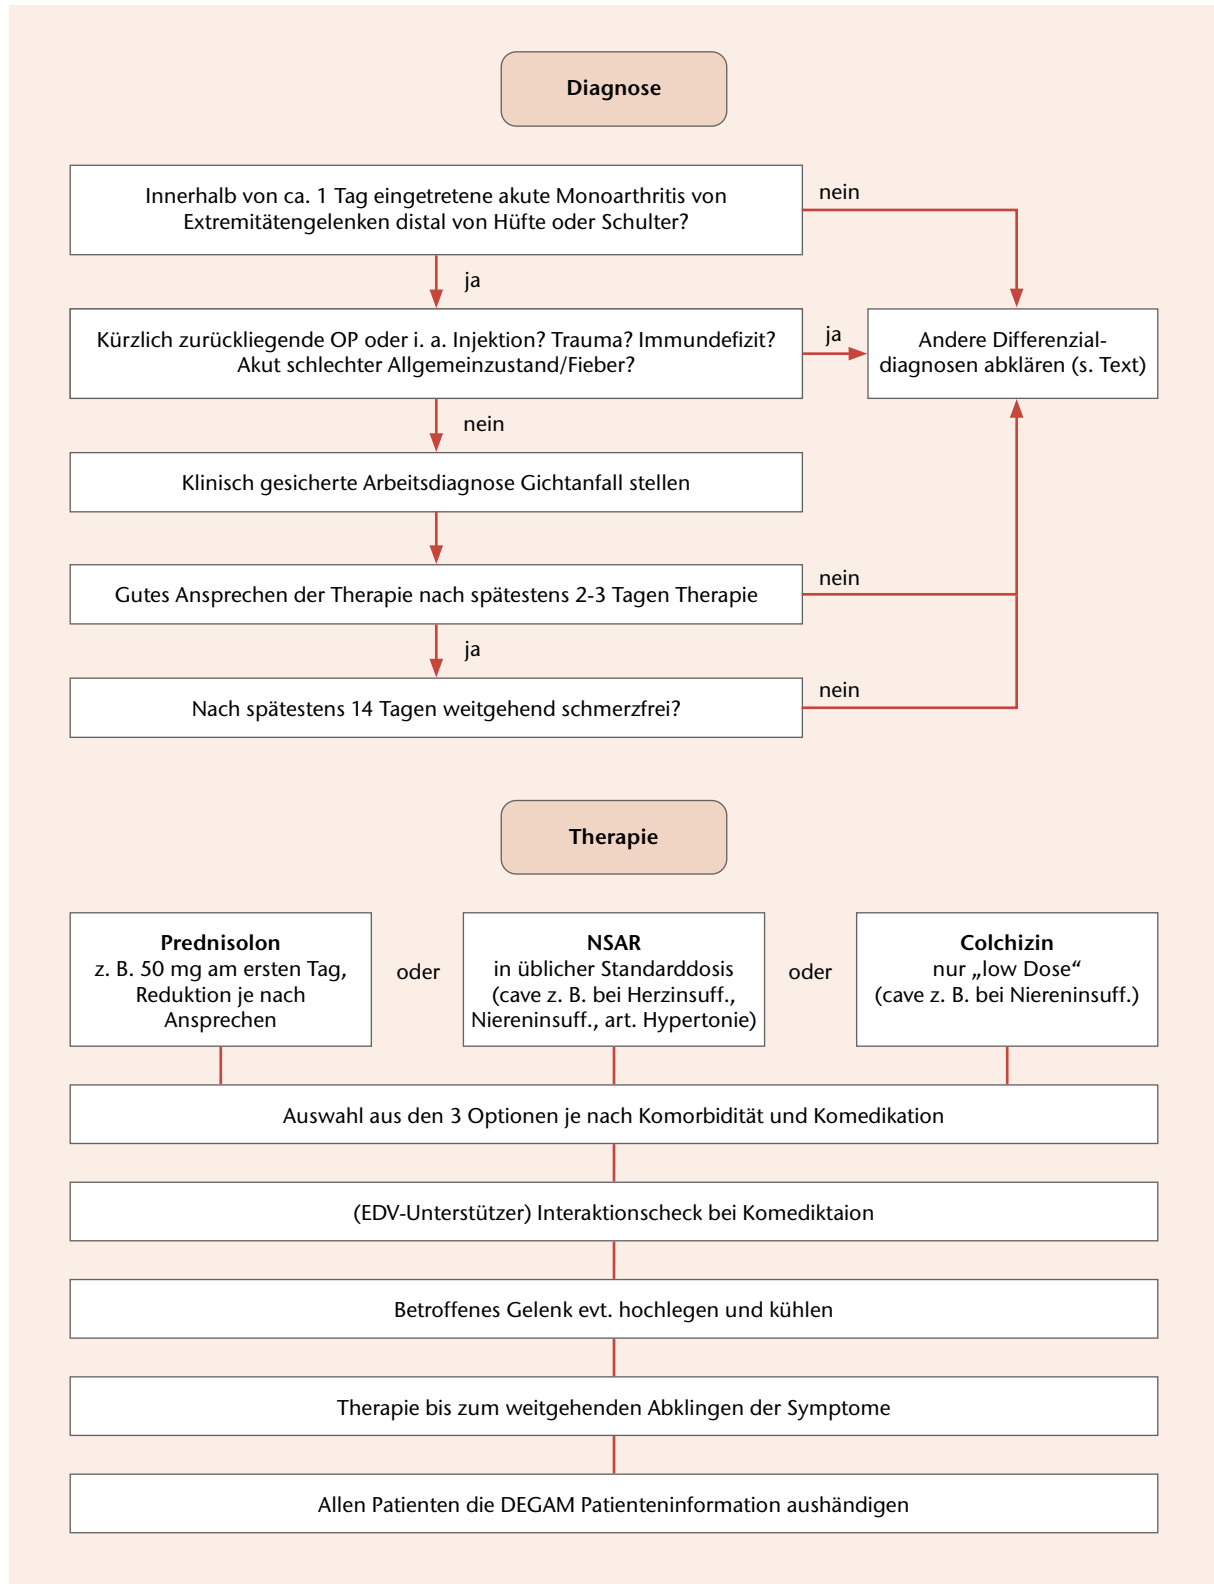 Diagnose
Innerhalb von ca. 1 Tag eingetretene akute Monoarthritis von
Extremitätengelenken distal von Hüfte oder Schulter?
nein
ja
Kürzlich zurückliegende OP oder i. a. Injektion? Trauma? Immundefizit?
Akut schlechter Allgemeinzustand/Fieber?
ja
Andere Differenzial-
diagnosen abklären (s. Text)
nein
Klinisch gesicherte Arbeitsdiagnose Gichtanfall stellen
Gutes Ansprechen der Therapie nach spätestens 2-3 Tagen Therapie
nein
ja
Nach spätestens 14 Tagen weitgehend schmerzfrei?
nein
Therapie
Prednisolon
z. B. 50 mg am ersten Tag,
Reduktion je nach
Ansprechen
oder
NSAR
in üblicher Standarddosis
(cave z. B. bei Herzinsuff.,
Niereninsuff., art. Hypertonie)
oder
Colchizin
nur „low Dose“
(cave z. B. bei Niereninsuff.)
Auswahl aus den 3 Optionen je nach Komorbidität und Komedikation
(EDV-Unterstützer) Interaktionscheck bei Komediktaion
Betroffenes Gelenk evt. hochlegen und kühlen
Therapie bis zum weitgehenden Abklingen der Symptome
Allen Patienten die DEGAM Patienteninformation aushändigen